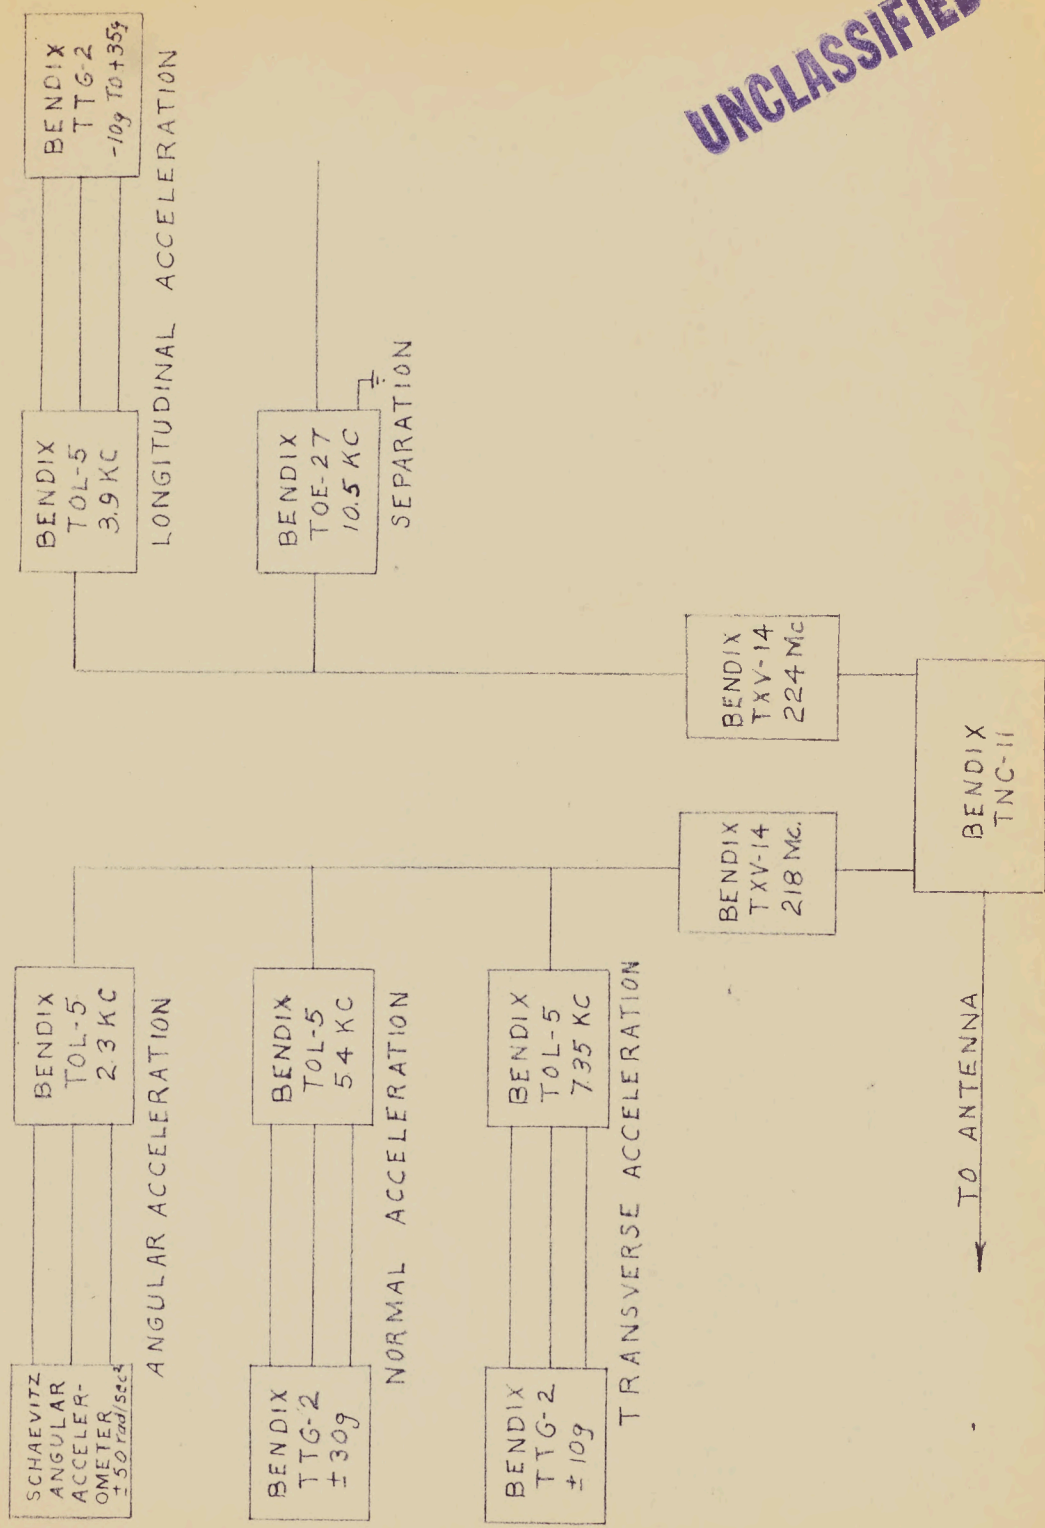 SCHAEVITZ
ANGULAR
ACCELER-
OMETER
±50 rad/sec²
BENDIX
TOL-5
2.3 KC
ANGULAR ACCELERATION
BENDIX
TOL-5
3.9 KC
BENDIX
TTG-2
-10g TO +35g
LONGITUDINAL ACCELERATION
BENDIX
TTG-2
±30g
BENDIX
TOL-5
5.4 KC
NORMAL ACCELERATION
BENDIX
TOE-27
10.5 KC
SEPARATION
BENDIX
TTG-2
±10g
BENDIX
TOL-5
7.35 KC
TRANSVERSE ACCELERATION
BENDIX
TXV-14
218 Mc.
BENDIX
TXV-14
224 Mc
BENDIX
TNC-11
TO ANTENNA
UNCLASSIFIED